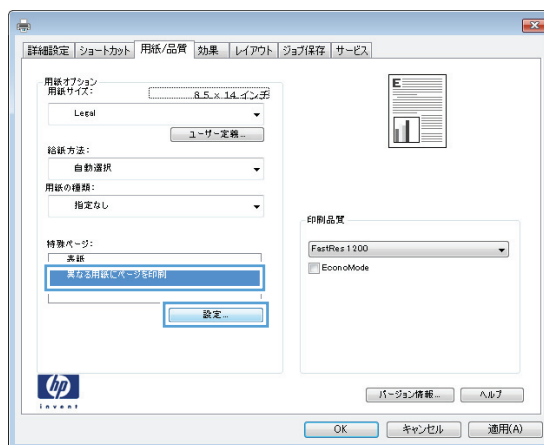 詳細設定 ショートカット 用紙/品質 効果 レイアウト ジョブ保存 サービス
用紙オプション
用紙サイズ:
8.5 × 14 インチ
Legal
ユーザー定義...
給紙方法:
自動選択
用紙の種類:
指定なし
特殊ページ:
表紙
異なる用紙にページを印刷
設定...
E
印刷品質
FastRes 1200
EconoMode
hp
invent
バージョン情報... ヘルプ
OK キャンセル 適用(A)